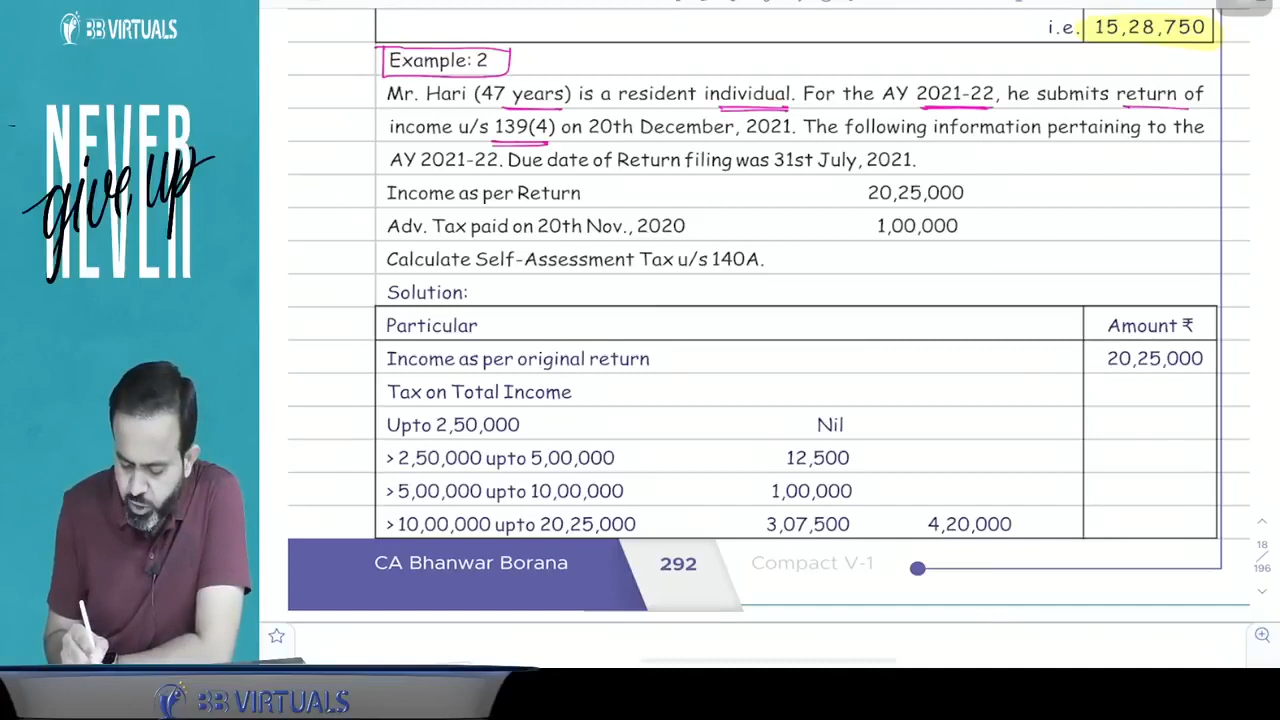 BB VIRTUALS
NEVER
give up
NEVER
i.e. 15,28,750
Example: 2
Mr. Hari (47 years) is a resident individual. For the AY 2021-22, he submits return of
income u/s 139(4) on 20th December, 2021. The following information pertaining to the
AY 2021-22. Due date of Return filing was 31st July, 2021.
Income as per Return 20,25,000
Adv. Tax paid on 20th Nov., 2020 1,00,000
Calculate Self-Assessment Tax u/s 140A.
Solution:
Particular Amount ₹
Income as per original return 20,25,000
Tax on Total Income
Upto 2,50,000 Nil
> 2,50,000 upto 5,00,000 12,500
> 5,00,000 upto 10,00,000 1,00,000
> 10,00,000 upto 20,25,000 3,07,500 4,20,000
CA Bhanwar Borana 292 Compact V-1
18
/
196
BB VIRTUALS